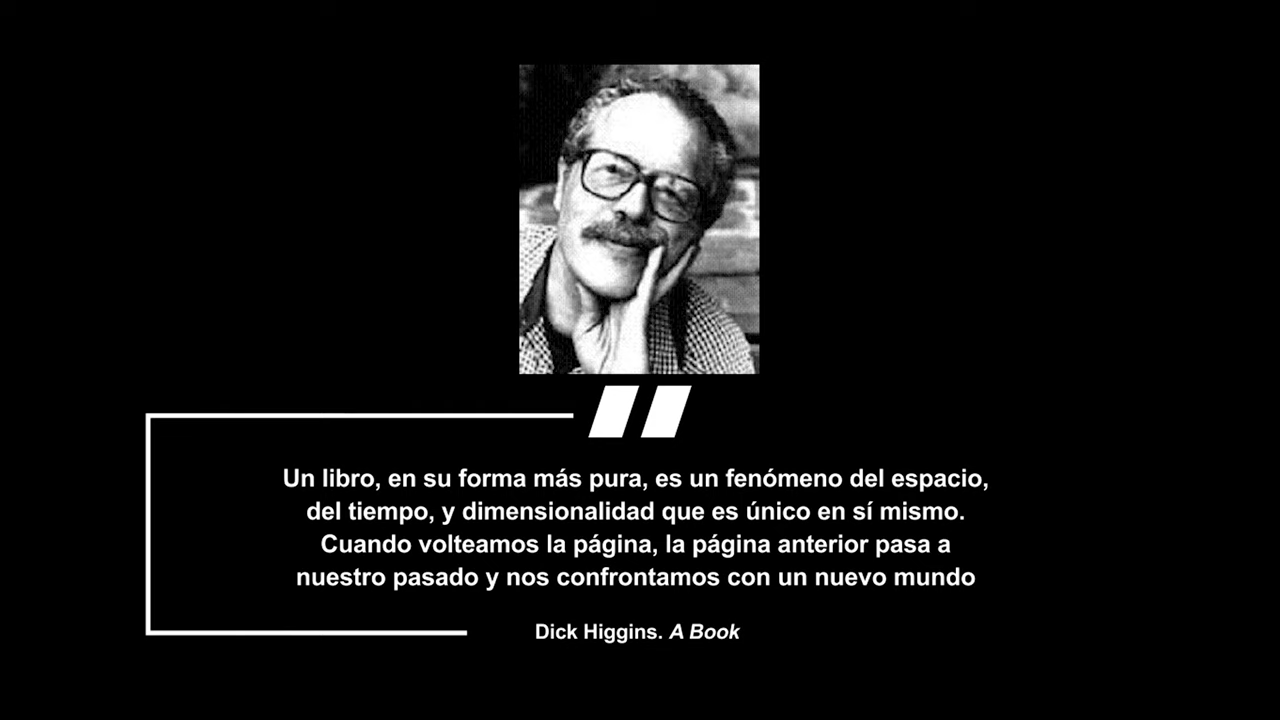 Un libro, en su forma más pura, es un fenómeno del espacio,
del tiempo, y dimensionalidad que es único en sí mismo.
Cuando volteamos la página, la página anterior pasa a
nuestro pasado y nos confrontamos con un nuevo mundo
Dick Higgins. A Book